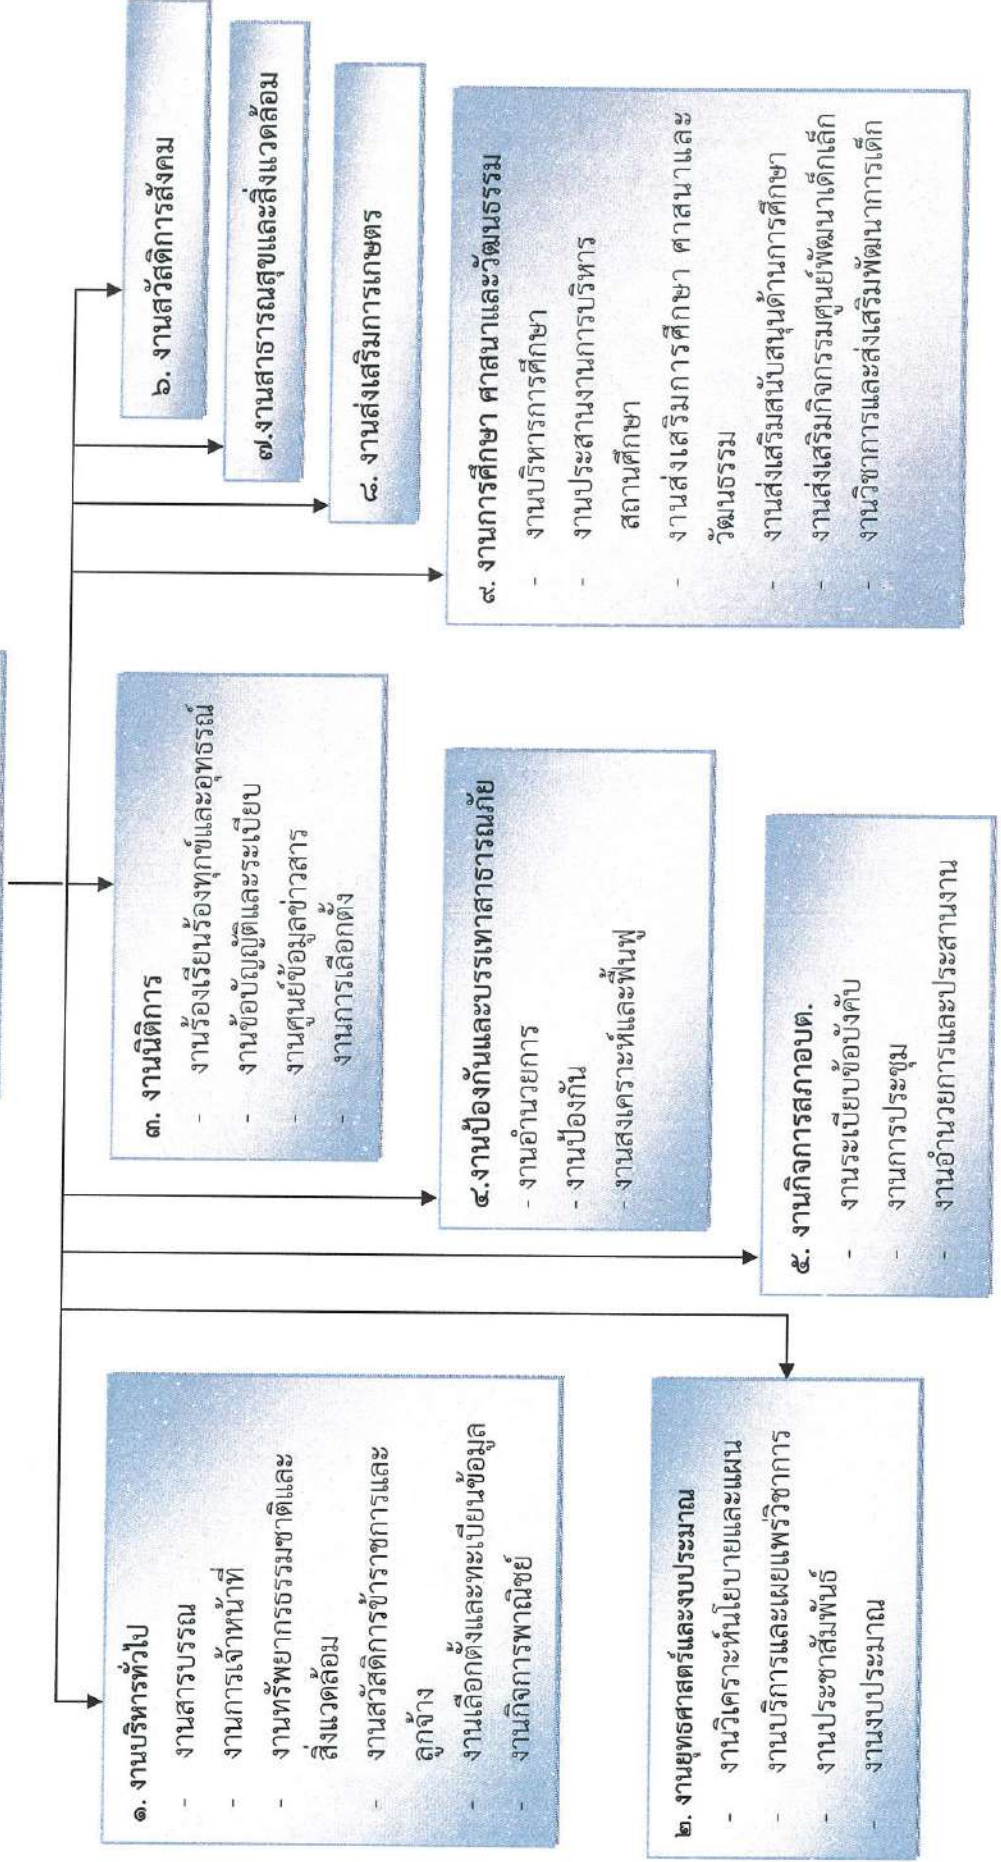 ๑. งานบริหารทั่วไป
- งานสารบรรณ
- งานการเจ้าหน้าที่
- งานทรัพยากรธรรมชาติและ
สิ่งแวดล้อม
- งานสวัสดิการข้าราชการและ
ลูกจ้าง
- งานเลือกตั้งและทะเบียนข้อมูล
- งานกิจการพาณิชย์
๒. งานยุทธศาสตร์และงบประมาณ
- งานวิเคราะห์นโยบายและแผน
- งานบริการและเผยแพร่วิชาการ
- งานประชาสัมพันธ์
- งานงบประมาณ
๓. งานนิติการ
- งานร้องเรียนร้องทุกข์และอุทธรณ์
- งานข้อบัญญัติและระเบียบ
- งานศูนย์ข้อมูลข่าวสาร
- งานการเลือกตั้ง
๔.งานป้องกันและบรรเทาสาธารณภัย
- งานอำนวยการ
- งานป้องกัน
- งานสงเคราะห์และฟื้นฟู
๕. งานกิจการสภาอบต.
- งานระเบียบข้อบังคับ
- งานการประชุม
- งานอำนวยการและประสานงาน
๖. งานสวัสดิการสังคม
๗.งานสาธารณสุขและสิ่งแวดล้อม
๘. งานส่งเสริมการเกษตร
๙. งานการศึกษา ศาสนาและวัฒนธรรม
- งานบริหารการศึกษา
- งานประสานงานการบริหาร
สถานศึกษา
- งานส่งเสริมการศึกษา ศาสนาและ
วัฒนธรรม
- งานส่งเสริมสนับสนุนด้านการศึกษา
- งานส่งเสริมกิจกรรมศูนย์พัฒนาเด็กเล็ก
- งานวิชาการและส่งเสริมพัฒนาการเด็ก